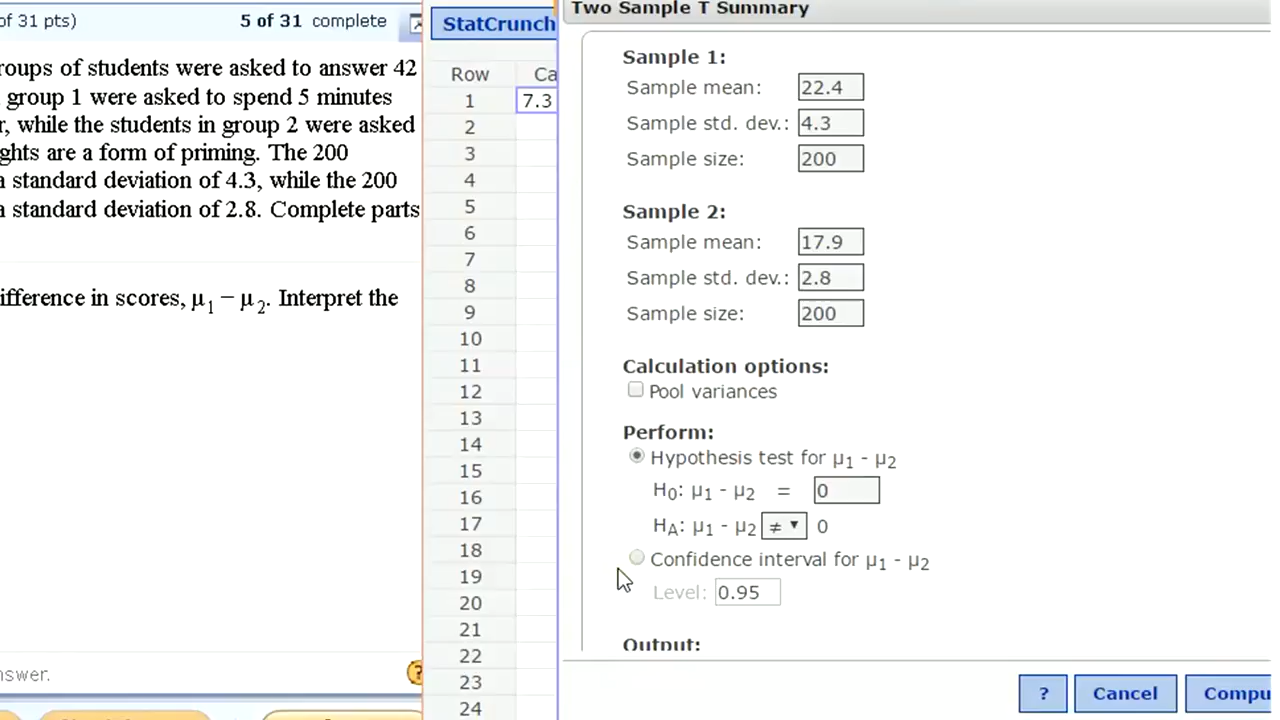 of 31 pts)
5 of 31 complete
roups of students were asked to answer 42
group 1 were asked to spend 5 minutes
r, while the students in group 2 were asked
ghts are a form of priming. The 200
a standard deviation of 4.3, while the 200
a standard deviation of 2.8. Complete parts
ifference in scores, μ1 − μ2. Interpret the
nswer.
?
StatCrunch
Row Ca
1 7.3
2
3
4
5
6
7
8
9
10
11
12
13
14
15
16
17
18
19
20
21
22
23
24
Two Sample T Summary
Sample 1:
Sample mean: 22.4
Sample std. dev.: 4.3
Sample size: 200
Sample 2:
Sample mean: 17.9
Sample std. dev.: 2.8
Sample size: 200
Calculation options:
Pool variances
Perform:
Hypothesis test for μ1 - μ2
H0: μ1 - μ2 = 0
HA: μ1 - μ2 ≠ 0
Confidence interval for μ1 - μ2
Level: 0.95
Output:
? Cancel Compu